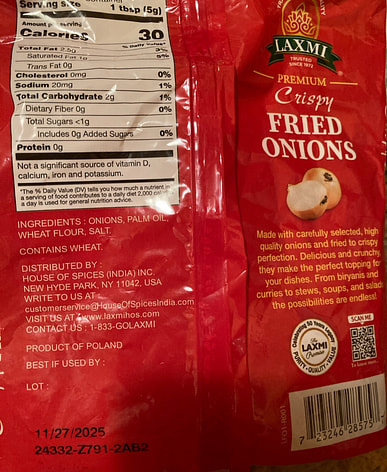 Serving size
1 tbsp (5g)
Amount per serving
Calories 30
% Daily Value*
Total Fat 2.5g
Saturated Fat 1g 5%
Trans Fat 0g
Cholesterol 0mg 0%
Sodium 20mg 1%
Total Carbohydrate 2g 1%
Dietary Fiber 0g 0%
Total Sugars <1g
Includes 0g Added Sugars 0%
Protein 0g
Not a significant source of vitamin D,
calcium, iron and potassium.
*The % Daily Value (DV) tells you how much a nutrient in
a serving of food contributes to a daily diet 2,000 calories
a day is used for general nutrition advice.
INGREDIENTS : ONIONS, PALM OIL,
WHEAT FLOUR, SALT.
CONTAINS WHEAT.
DISTRIBUTED BY :
HOUSE OF SPICES (INDIA) INC
NEW HYDE PARK, NY 11042, USA
WRITE TO US AT
customerservice@HouseOfSpicesIndia.com
VISIT US AT : www.laxmihos.com
CONTACT US : 1-833-GOLAXMI
PRODUCT OF POLAND
BEST IF USED BY :
LOT :
11/27/2025
24332-Z791-2AB2
LAXMI
TRUSTED
SINCE 1972
PREMIUM
Crispy
FRIED
ONIONS
Made with carefully selected, high
quality onions and fried to crispy
perfection. Delicious and crunchy,
they make the perfect topping for
your dishes. From biryanis and
curries to stews, soups, and salads
the possibilities are endless!
Celebrating 50 Years
The
LAXMI
Promise
PURITY • QUALITY • VALUE
SCAN ME
7 23246 28575